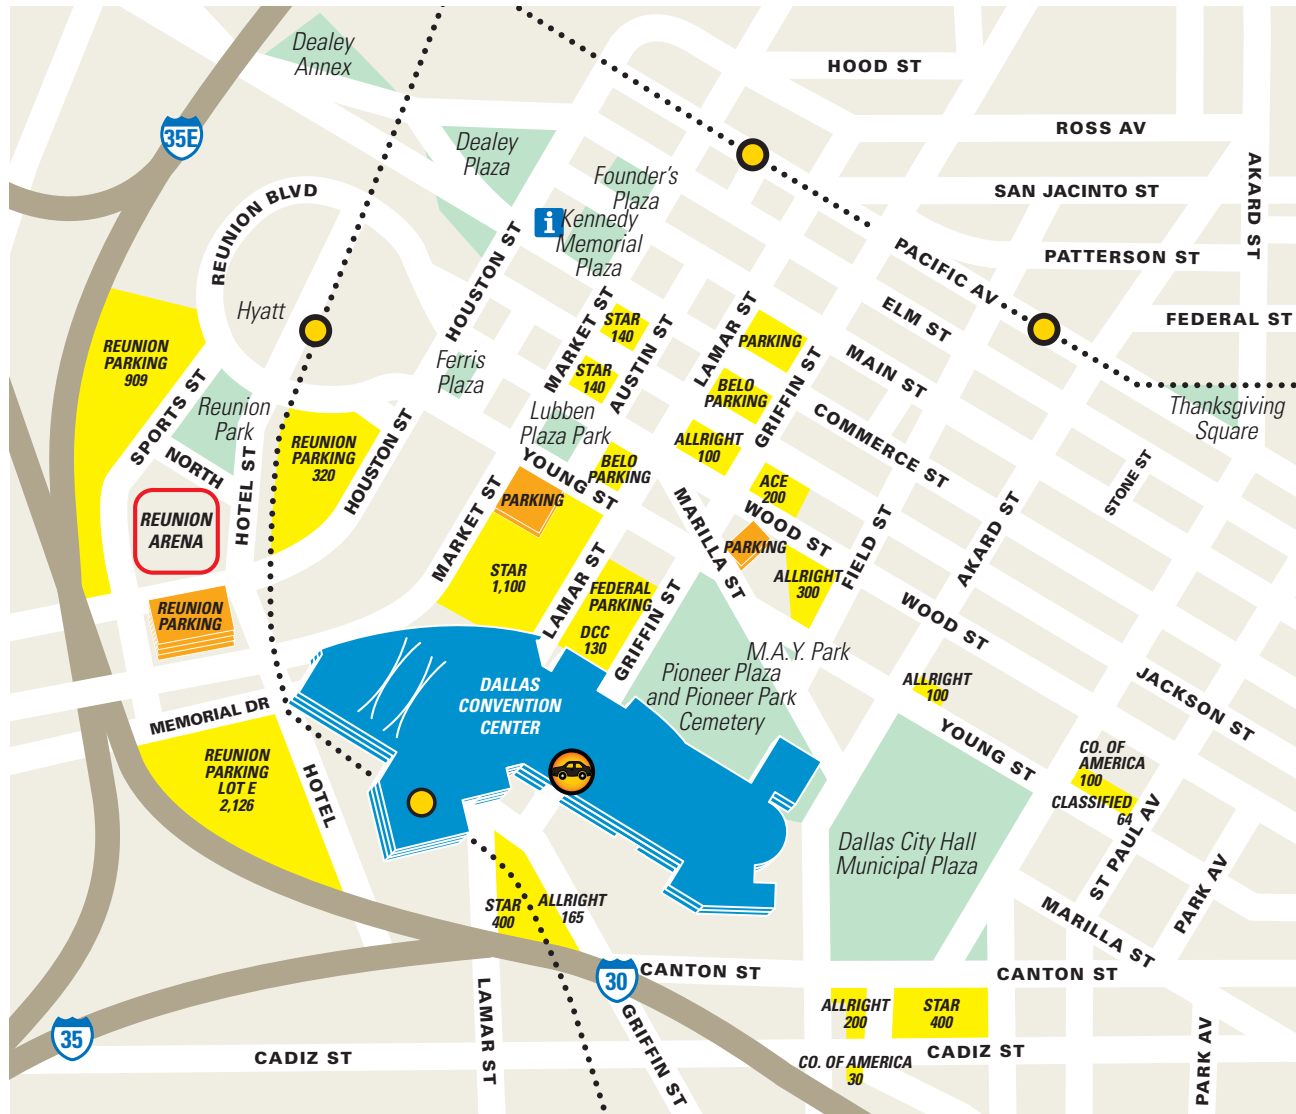 Dealey
Annex
HOOD ST
35E
ROSS AV
Dealey
Plaza
Founder's
Plaza
AKARD ST
SAN JACINTO ST
REUNION BLVD
i
Kennedy
Memorial
Plaza
HOUSTON ST
PATTERSON ST
PACIFIC AV
Hyatt
ELM ST
FEDERAL ST
MARKET ST
STAR
140
AUSTIN ST
LAMAR ST
PARKING
MAIN ST
REUNION
PARKING
909
Ferris
Plaza
STAR
140
BELO
PARKING
GRIFFIN ST
COMMERCE ST
Thanksgiving
Square
SPORTS ST
Reunion
Park
REUNION
PARKING
320
HOUSTON ST
Lubben
Plaza Park
ALLRIGHT
100
NORTH
HOTEL ST
YOUNG ST
BELO
PARKING
ACE
200
STONE ST
MARKET ST
PARKING
MARILLA ST
WOOD ST
FIELD ST
AKARD ST
REUNION
ARENA
PARKING
STAR
1,100
LAMAR ST
FEDERAL
PARKING
GRIFFIN ST
ALLRIGHT
300
WOOD ST
REUNION
PARKING
DCC
130
M.A.Y. Park
Pioneer Plaza
and Pioneer Park
Cemetery
ALLRIGHT
100
JACKSON ST
DALLAS
CONVENTION
CENTER
MEMORIAL DR
YOUNG ST
REUNION
PARKING
LOT E
2,126
HOTEL
CO. OF
AMERICA
100
CLASSIFIED
64
ST PAUL AV
Dallas City Hall
Municipal Plaza
PARK AV
STAR
400
ALLRIGHT
165
MARILLA ST
30
CANTON ST
CANTON ST
LAMAR ST
GRIFFIN ST
ALLRIGHT
200
STAR
400
PARK AV
35
CADIZ ST
CADIZ ST
CO. OF AMERICA
30